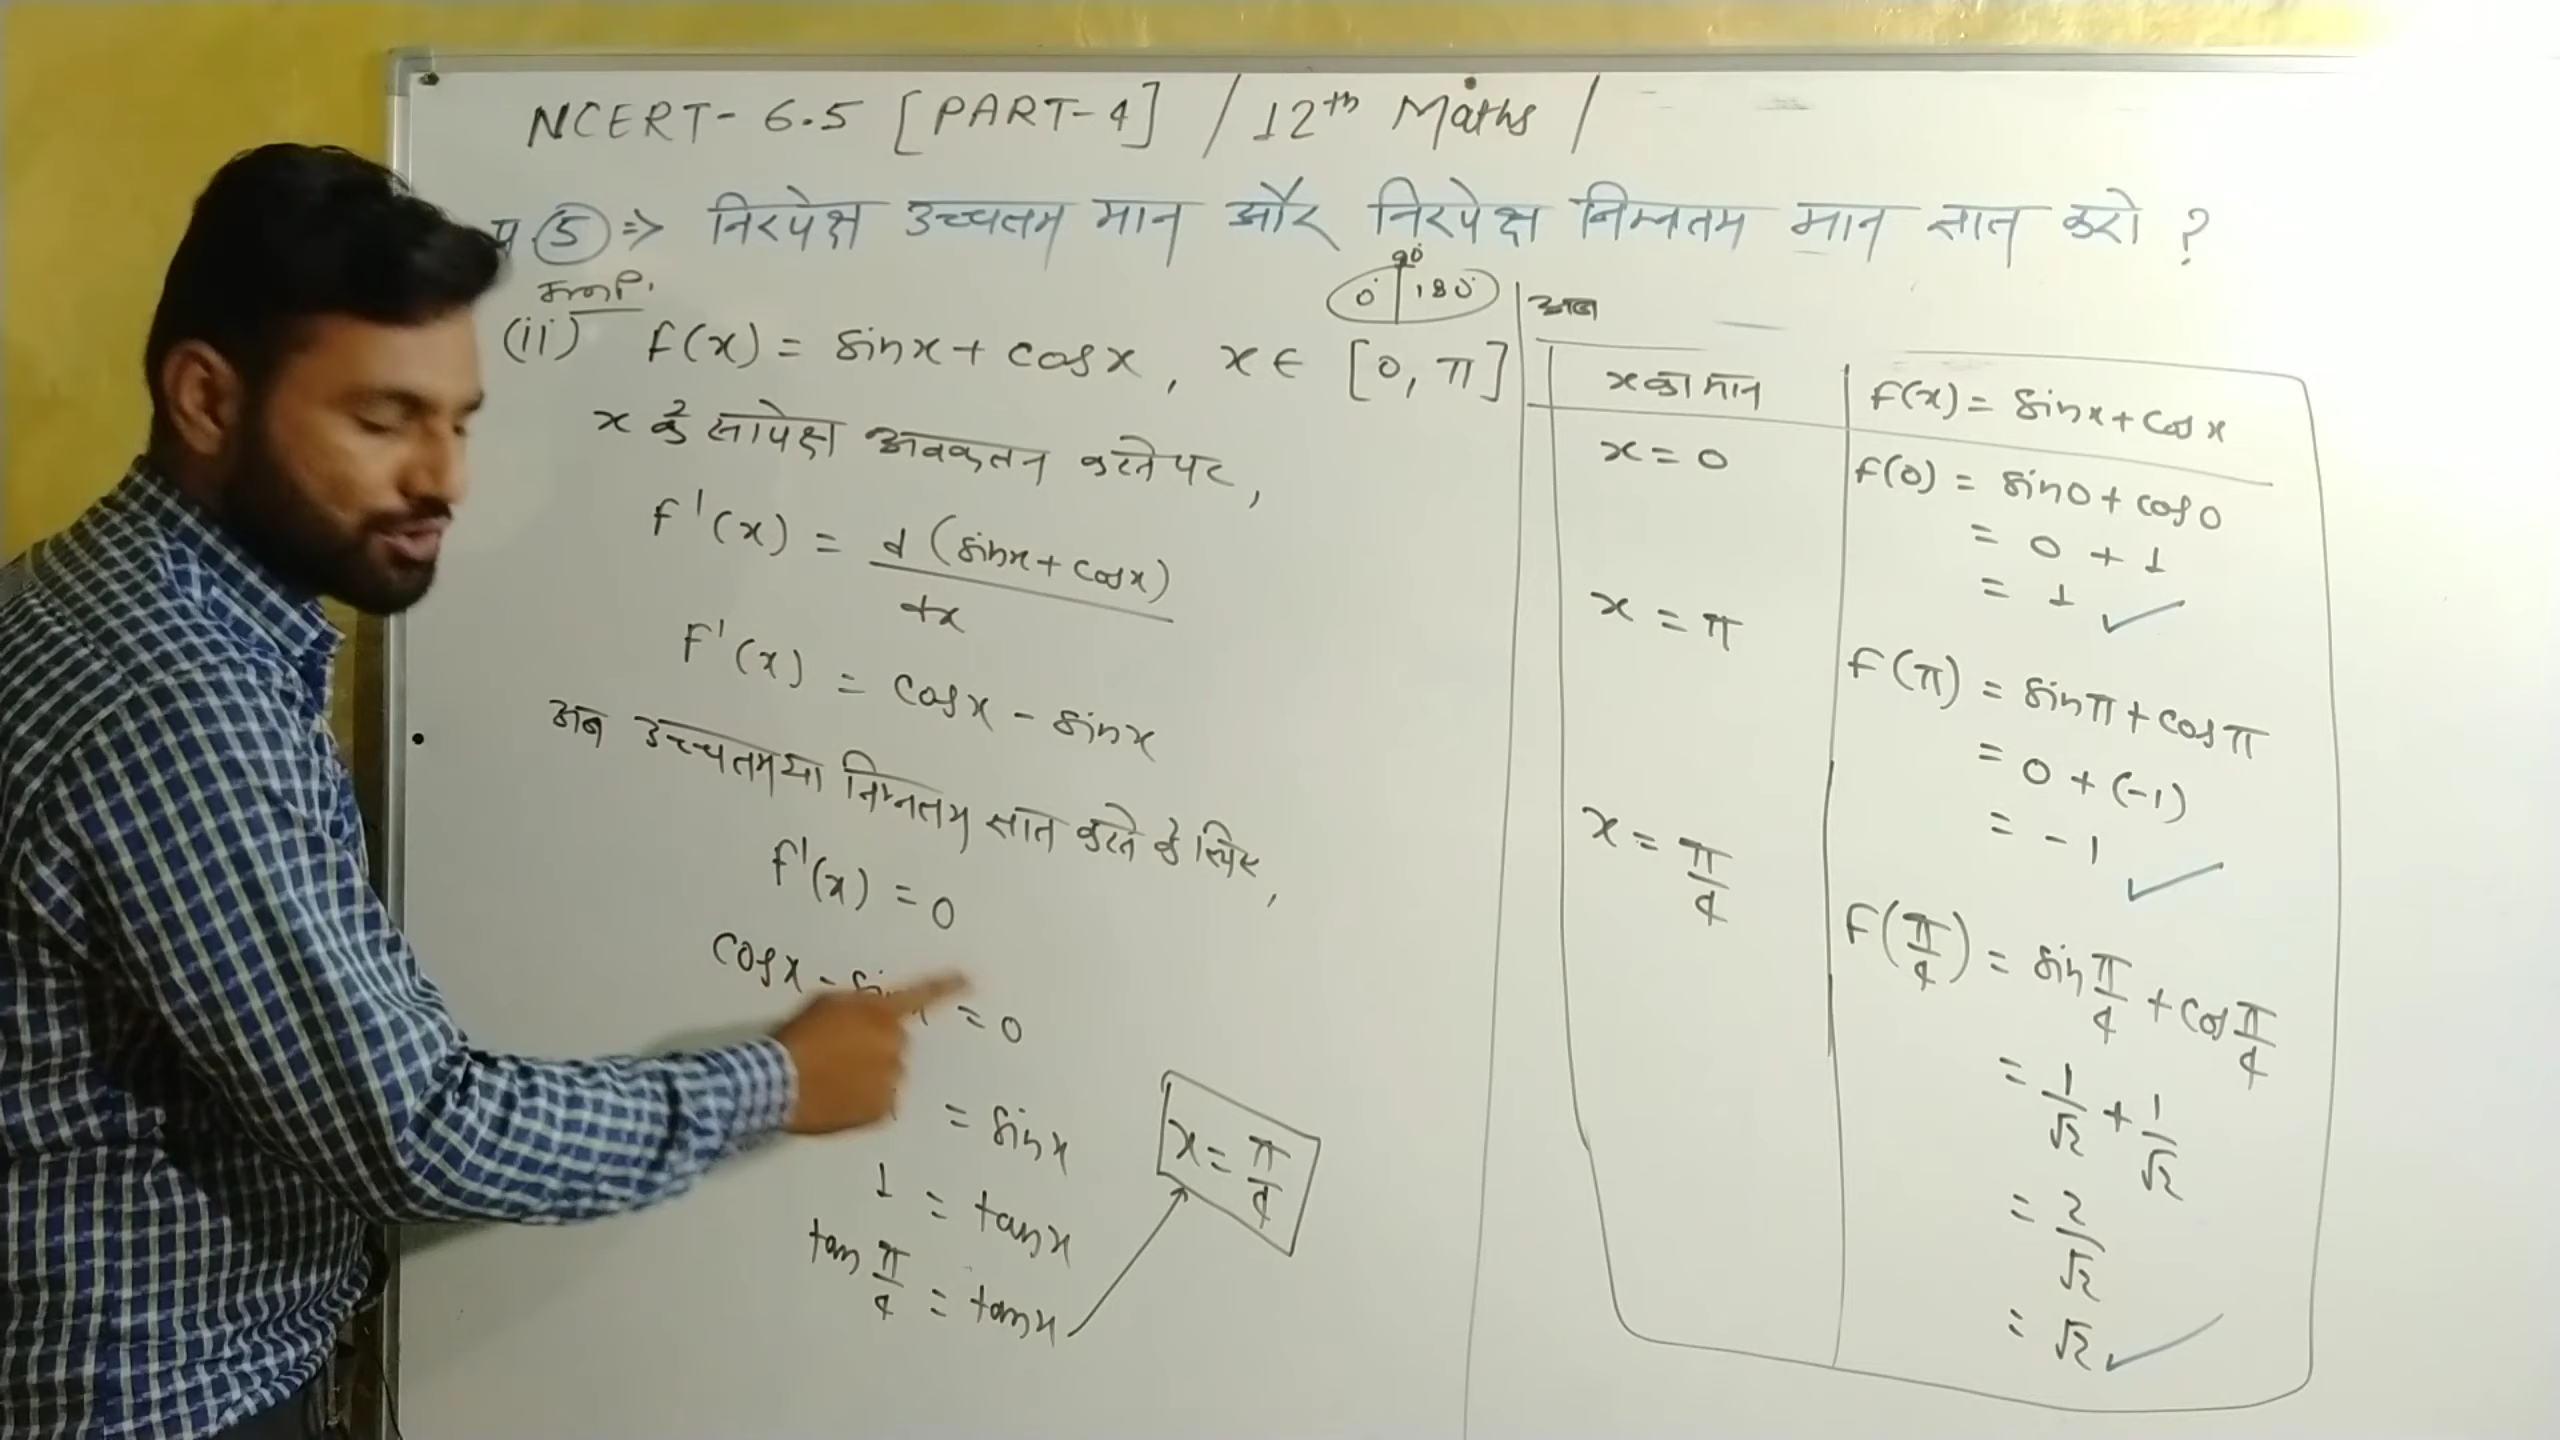 NCERT- 6.5 [PART-4] / 12th Maths /
प्र. (5) ⇒ निरपेक्ष उच्चतम मान और निरपेक्ष निम्नतम मान ज्ञात करो ?
Imp.
(ii) f(x) = sinx + cosx , x ∈ [0, π]
0° | 180°
90°
x के सापेक्ष अवकलन करने पर,
f'(x) = d (sinx + cosx)
dx
F'(x) = cosx - sinx
अब उच्चतम या निम्नतम ज्ञात करने के लिए,
f'(x) = 0
cosx - sinx = 0
= sinx
1 = tanx
tan π/4 = tanx
x = π/4
अब
x का मान | F(x) = sinx + cosx
x = 0 | F(0) = sin0 + cos0
= 0 + 1
= 1 ✓
x = π | F(π) = sinπ + cosπ
= 0 + (-1)
= -1 ✓
x = π/4 | F(π/4) = sin π/4 + cos π/4
= 1/√2 + 1/√2
= 2/√2
= √2 ✓